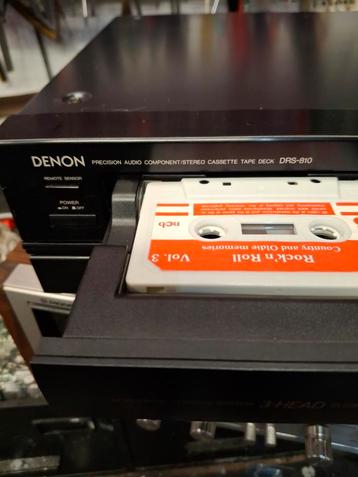 DENON PRECISION AUDIO COMPONENT/STEREO CASSETTE TAPE DECK DRS-810
REMOTE SENSOR
POWER
ON OFF
ncb
Country and Oldie memories
Rock'n Roll
Vol. 3
3-HEAD